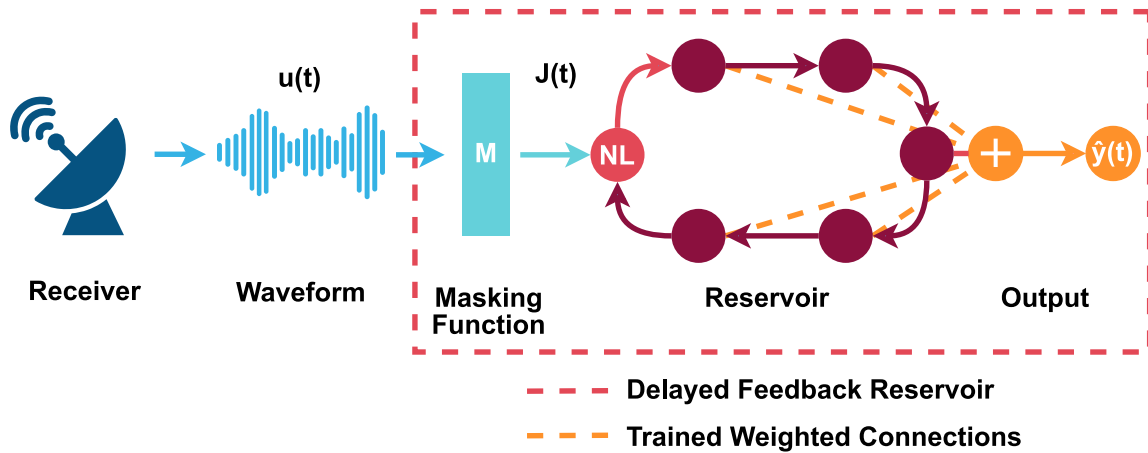 u(t)
J(t)
M
NL
+
ŷ(t)
Receiver
Waveform
Masking
Function
Reservoir
Output
Delayed Feedback Reservoir
Trained Weighted Connections